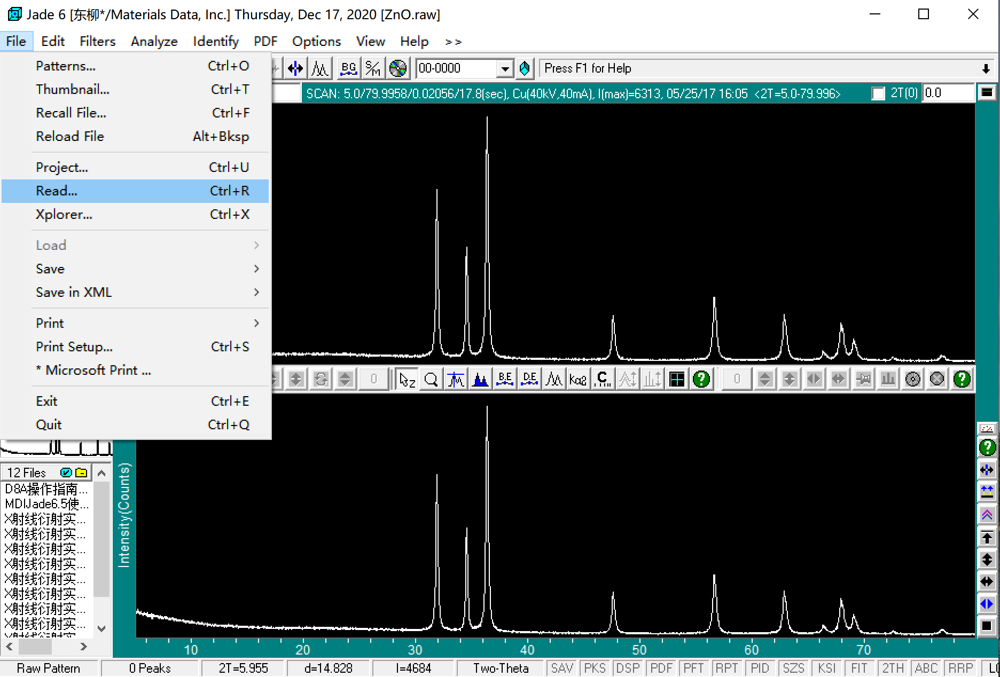 Jade 6 [东柳*/Materials Data, Inc.] Thursday, Dec 17, 2020 [ZnO.raw]
File Edit Filters Analyze Identify PDF Options View Help >>
Patterns... Ctrl+O
Thumbnail... Ctrl+T
Recall File... Ctrl+F
Reload File Alt+Bksp
Project... Ctrl+U
Read... Ctrl+R
Xplorer... Ctrl+X
Load
Save
Save in XML
Print
Print Setup... Ctrl+S
* Microsoft Print ...
Exit Ctrl+E
Quit Ctrl+Q
BG S/M 00-0000 Press F1 for Help
SCAN: 5.0/79.9958/0.02056/17.8(sec), Cu(40kV,40mA), I(max)=6313, 05/25/17 16:05 <2T=5.0-79.996> 2T(0) 0.0
0 Z B.E D.E Kα2 C ? 0 ?
?
12 Files
D8A操作指南...
MDIJade6.5使...
X射线衍射实...
X射线衍射实...
X射线衍射实...
X射线衍射实...
X射线衍射实...
X射线衍射实...
X射线衍射实...
X射线衍射实...
Intensity(Counts)
10 20 30 40 50 60 70
Raw Pattern 0 Peaks 2T=5.955 d=14.828 I=4684 Two-Theta SAV PKS DSP PDF PFT RPT PID SZS KSI FIT 2TH ABC RRP